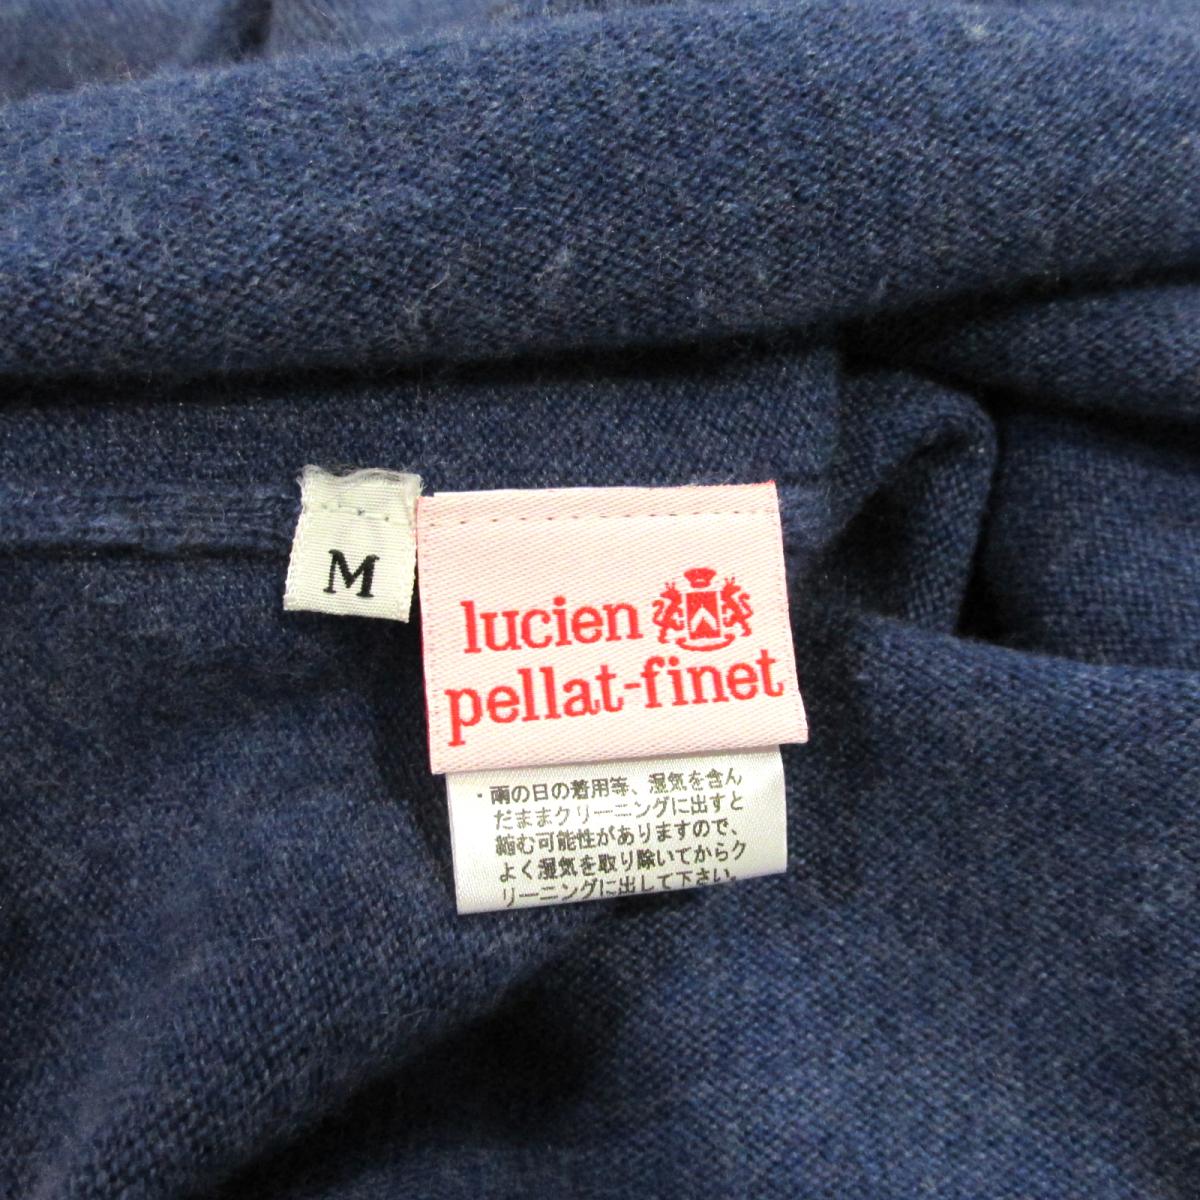 M
lucien
pellat-finet
・雨の日の着用等、湿気を含ん
だままクリーニングに出すと
縮む可能性がありますので、
よく湿気を取り除いてからク
リーニングに出して下さい。